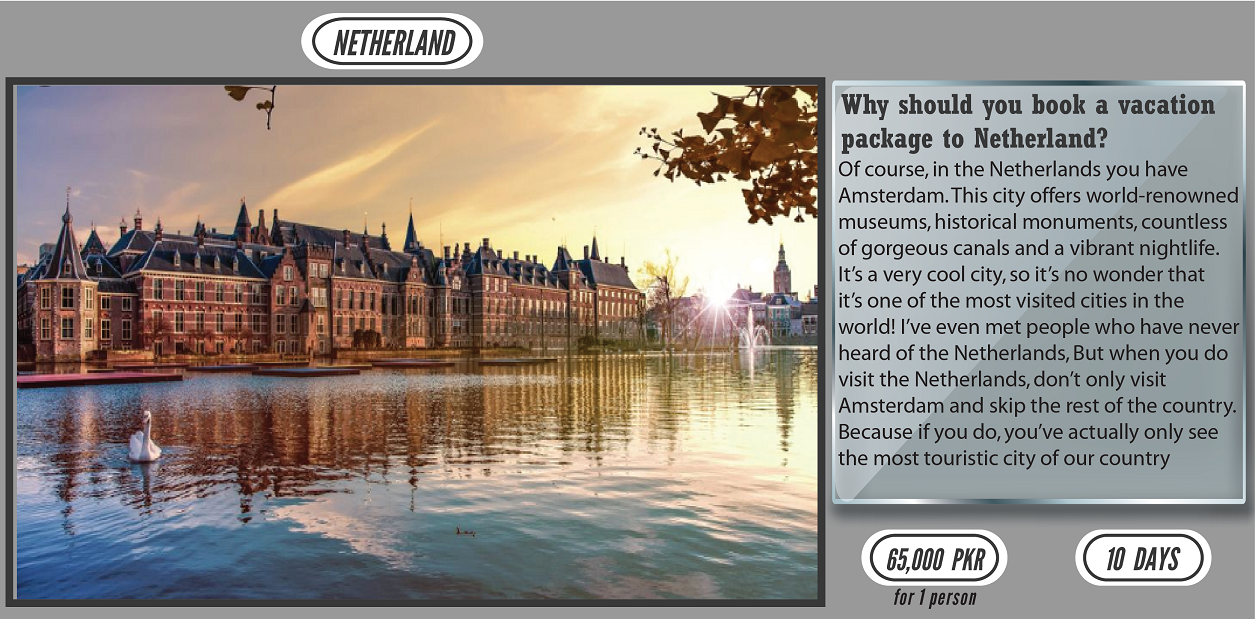 NETHERLAND
Why should you book a vacation
package to Netherland?
Of course, in the Netherlands you have
Amsterdam. This city offers world-renowned
museums, historical monuments, countless
of gorgeous canals and a vibrant nightlife.
It’s a very cool city, so it’s no wonder that
it’s one of the most visited cities in the
world! I’ve even met people who have never
heard of the Netherlands, But when you do
visit the Netherlands, don’t only visit
Amsterdam and skip the rest of the country.
Because if you do, you’ve actually only see
the most touristic city of our country
65,000 PKR
for 1 person
10 DAYS